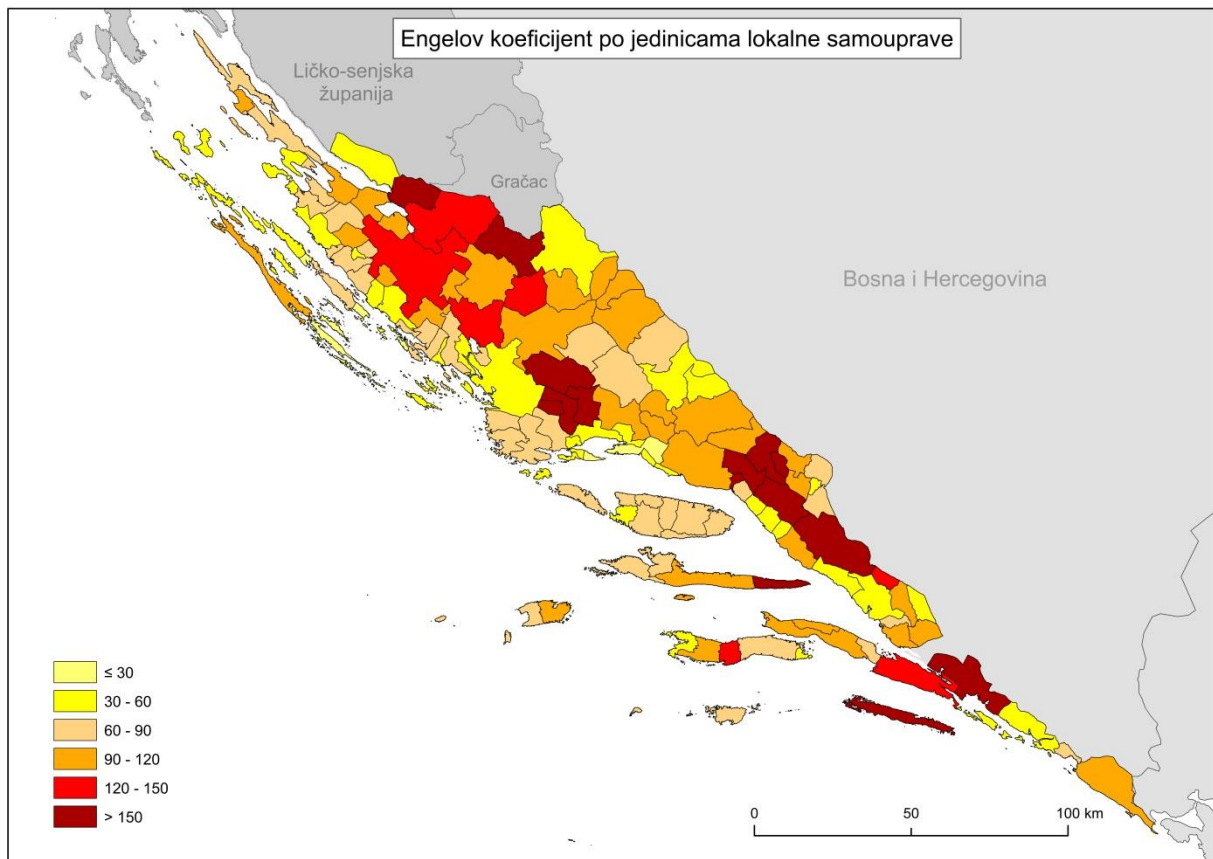 Engelov koeficijent po jedinicama lokalne samouprave
Ličko-senjska
županija
Gračac
Bosna i Hercegovina
≤ 30
30 - 60
60 - 90
90 - 120
120 - 150
> 150
0 50 100 km